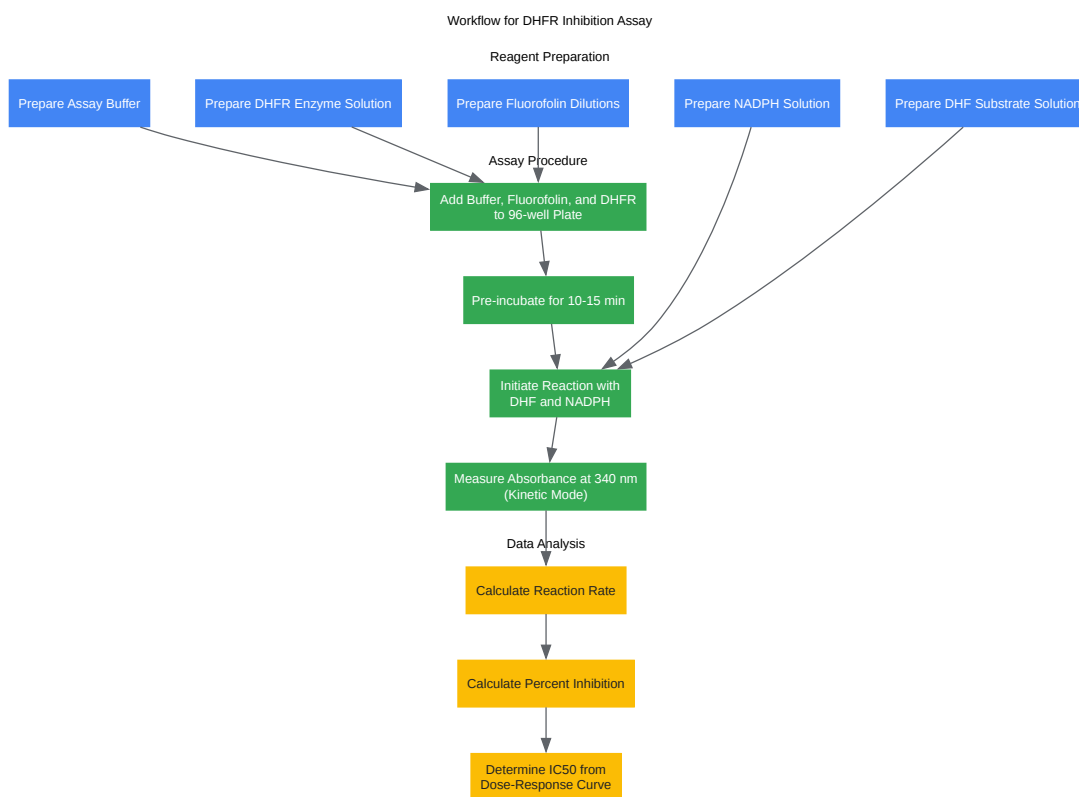 Workflow for DHFR Inhibition Assay
Reagent Preparation
Prepare Assay Buffer
Prepare DHFR Enzyme Solution
Prepare Fluorofolin Dilutions
Prepare NADPH Solution
Prepare DHF Substrate Solution
Assay Procedure
Add Buffer, Fluorofolin, and DHFR
to 96-well Plate
Pre-incubate for 10-15 min
Initiate Reaction with
DHF and NADPH
Measure Absorbance at 340 nm
(Kinetic Mode)
Data Analysis
Calculate Reaction Rate
Calculate Percent Inhibition
Determine IC50 from
Dose-Response Curve